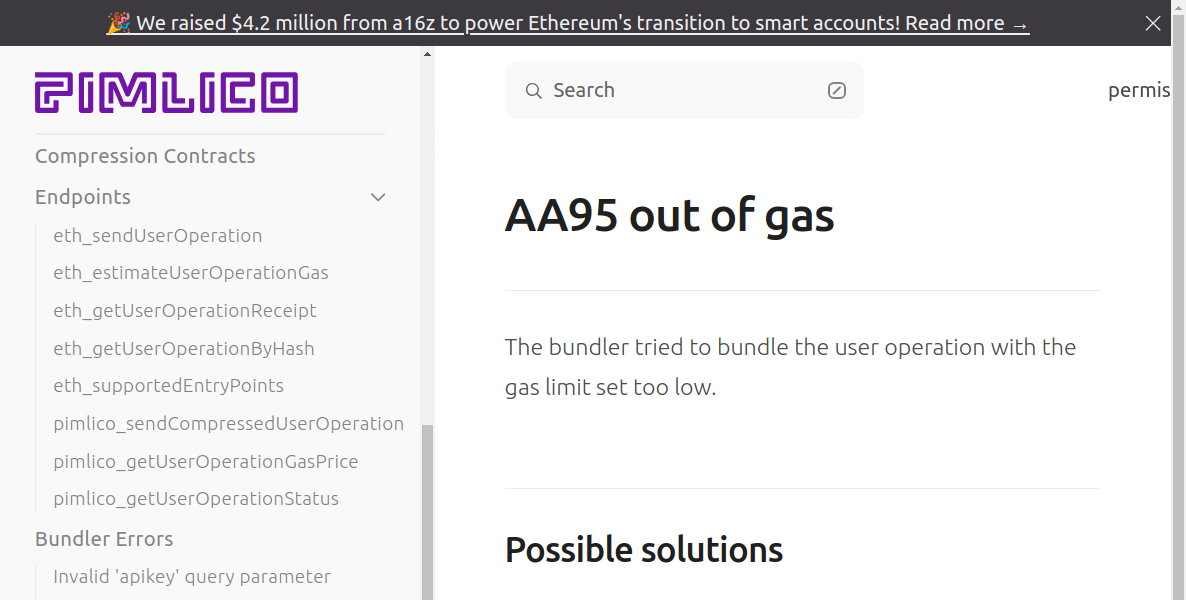 🎉 We raised $4.2 million from a16z to power Ethereum's transition to smart accounts! Read more →
PIMLICO
Compression Contracts
Endpoints
eth_sendUserOperation
eth_estimateUserOperationGas
eth_getUserOperationReceipt
eth_getUserOperationByHash
eth_supportedEntryPoints
pimlico_sendCompressedUserOperation
pimlico_getUserOperationGasPrice
pimlico_getUserOperationStatus
Bundler Errors
Invalid 'apikey' query parameter
Search
permis
AA95 out of gas
The bundler tried to bundle the user operation with the
gas limit set too low.
Possible solutions